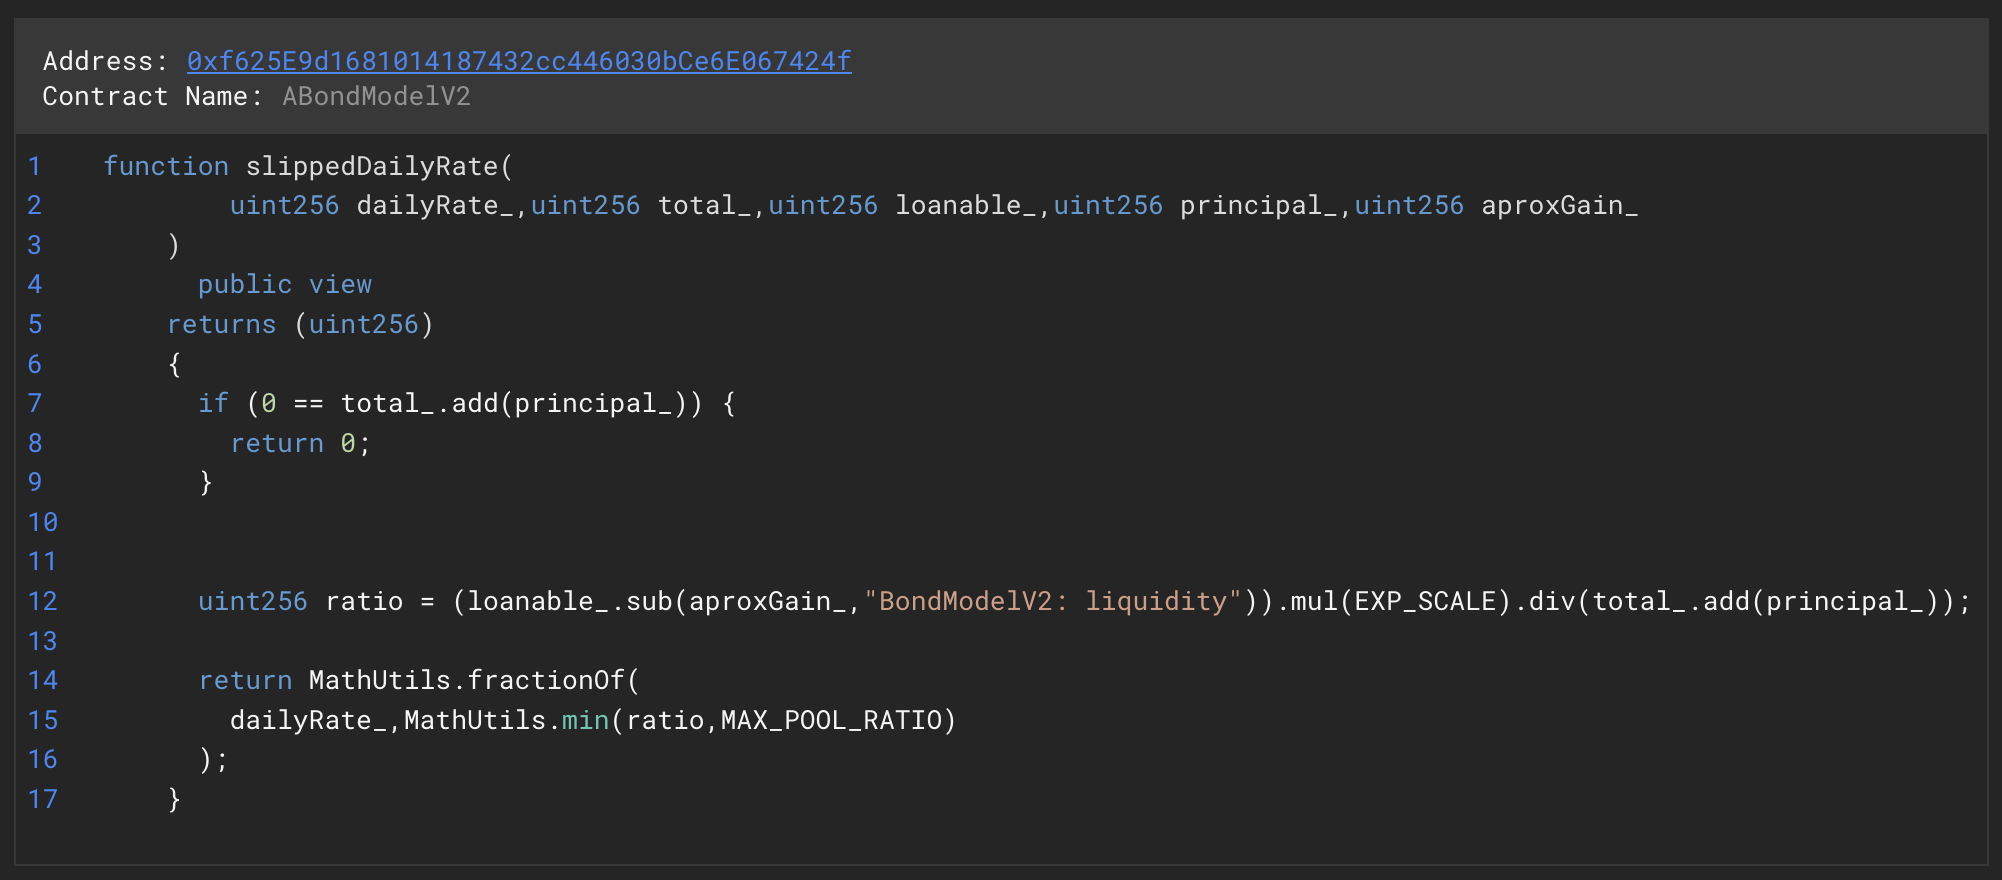 Address: 0xf625E9d1681014187432cc446030bCe6E067424f
Contract Name: ABondModelV2
1 function slippedDailyRate(
2 uint256 dailyRate_,uint256 total_,uint256 loanable_,uint256 principal_,uint256 aproxGain_
3 )
4 public view
5 returns (uint256)
6 {
7 if (0 == total_.add(principal_)) {
8 return 0;
9 }
10
11
12 uint256 ratio = (loanable_.sub(aproxGain_,"BondModelV2: liquidity")).mul(EXP_SCALE).div(total_.add(principal_));
13
14 return MathUtils.fractionOf(
15 dailyRate_,MathUtils.min(ratio,MAX_POOL_RATIO)
16 );
17 }